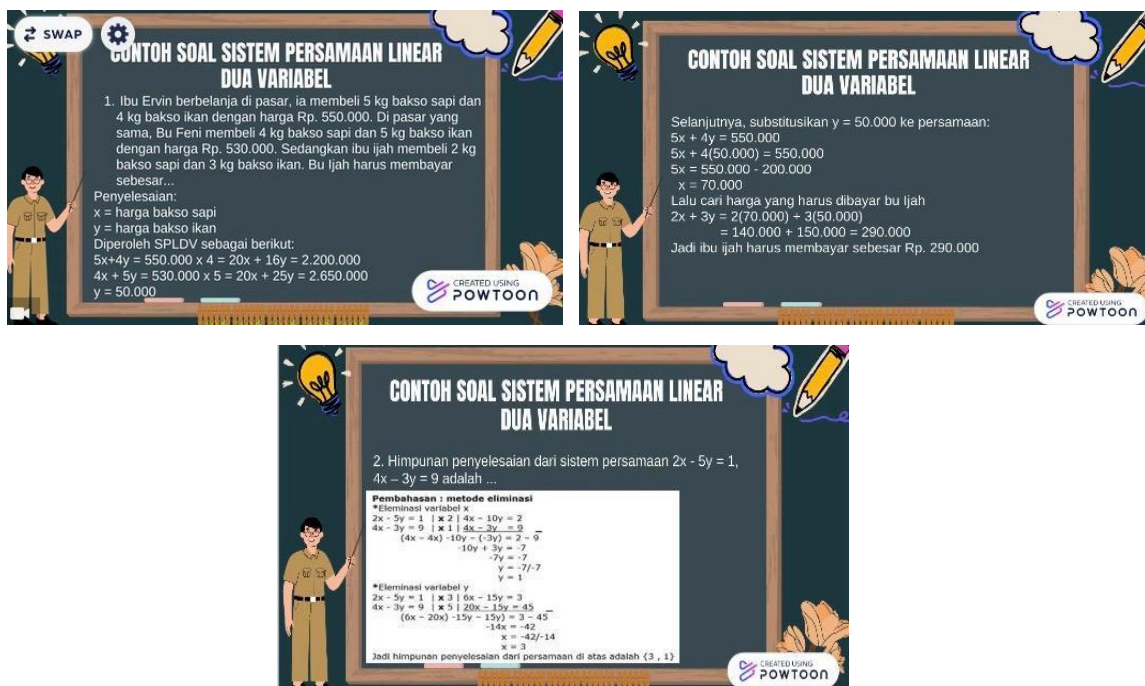 SWAP
CONTOH SOAL SISTEM PERSAMAAN LINEAR
DUA VARIABEL
1. Ibu Ervin berbelanja di pasar, ia membeli 5 kg bakso sapi dan
4 kg bakso ikan dengan harga Rp. 550.000. Di pasar yang
sama, Bu Feni membeli 4 kg bakso sapi dan 5 kg bakso ikan
dengan harga Rp. 530.000. Sedangkan ibu ijah membeli 2 kg
bakso sapi dan 3 kg bakso ikan. Bu Ijah harus membayar
sebesar...
Penyelesaian:
x = harga bakso sapi
y = harga bakso ikan
Diperoleh SPLDV sebagai berikut:
5x+4y = 550.000 x 4 = 20x + 16y = 2.200.000
4x + 5y = 530.000 x 5 = 20x + 25y = 2.650.000
y = 50.000
CREATED USING
POWTOON
CONTOH SOAL SISTEM PERSAMAAN LINEAR
DUA VARIABEL
Selanjutnya, substitusikan y = 50.000 ke persamaan:
5x + 4y = 550.000
5x + 4(50.000) = 550.000
5x = 550.000 - 200.000
x = 70.000
Lalu cari harga yang harus dibayar bu Ijah
2x + 3y = 2(70.000) + 3(50.000)
= 140.000 + 150.000 = 290.000
Jadi ibu ijah harus membayar sebesar Rp. 290.000
CREATED USING
POWTOON
CONTOH SOAL SISTEM PERSAMAAN LINEAR
DUA VARIABEL
2. Himpunan penyelesaian dari sistem persamaan 2x - 5y = 1,
4x – 3y = 9 adalah ...
Pembahasan : metode eliminasi
*Eleminasi variabel x
2x - 5y = 1 | x 2 | 4x - 10y = 2
4x - 3y = 9 | x 1 | 4x - 3y = 9 _
(4x - 4x) -10y - (-3y) = 2 - 9
-10y + 3y = -7
-7y = -7
y = -7/-7
y = 1
*Eleminasi variabel y
2x - 5y = 1 | x 3 | 6x - 15y = 3
4x - 3y = 9 | x 5 | 20x - 15y = 45 _
(6x - 20x) -15y - 15y) = 3 - 45
-14x = -42
x = -42/-14
x = 3
Jadi himpunan penyelesaian dari persamaan di atas adalah {3 , 1}
CREATED USING
POWTOON